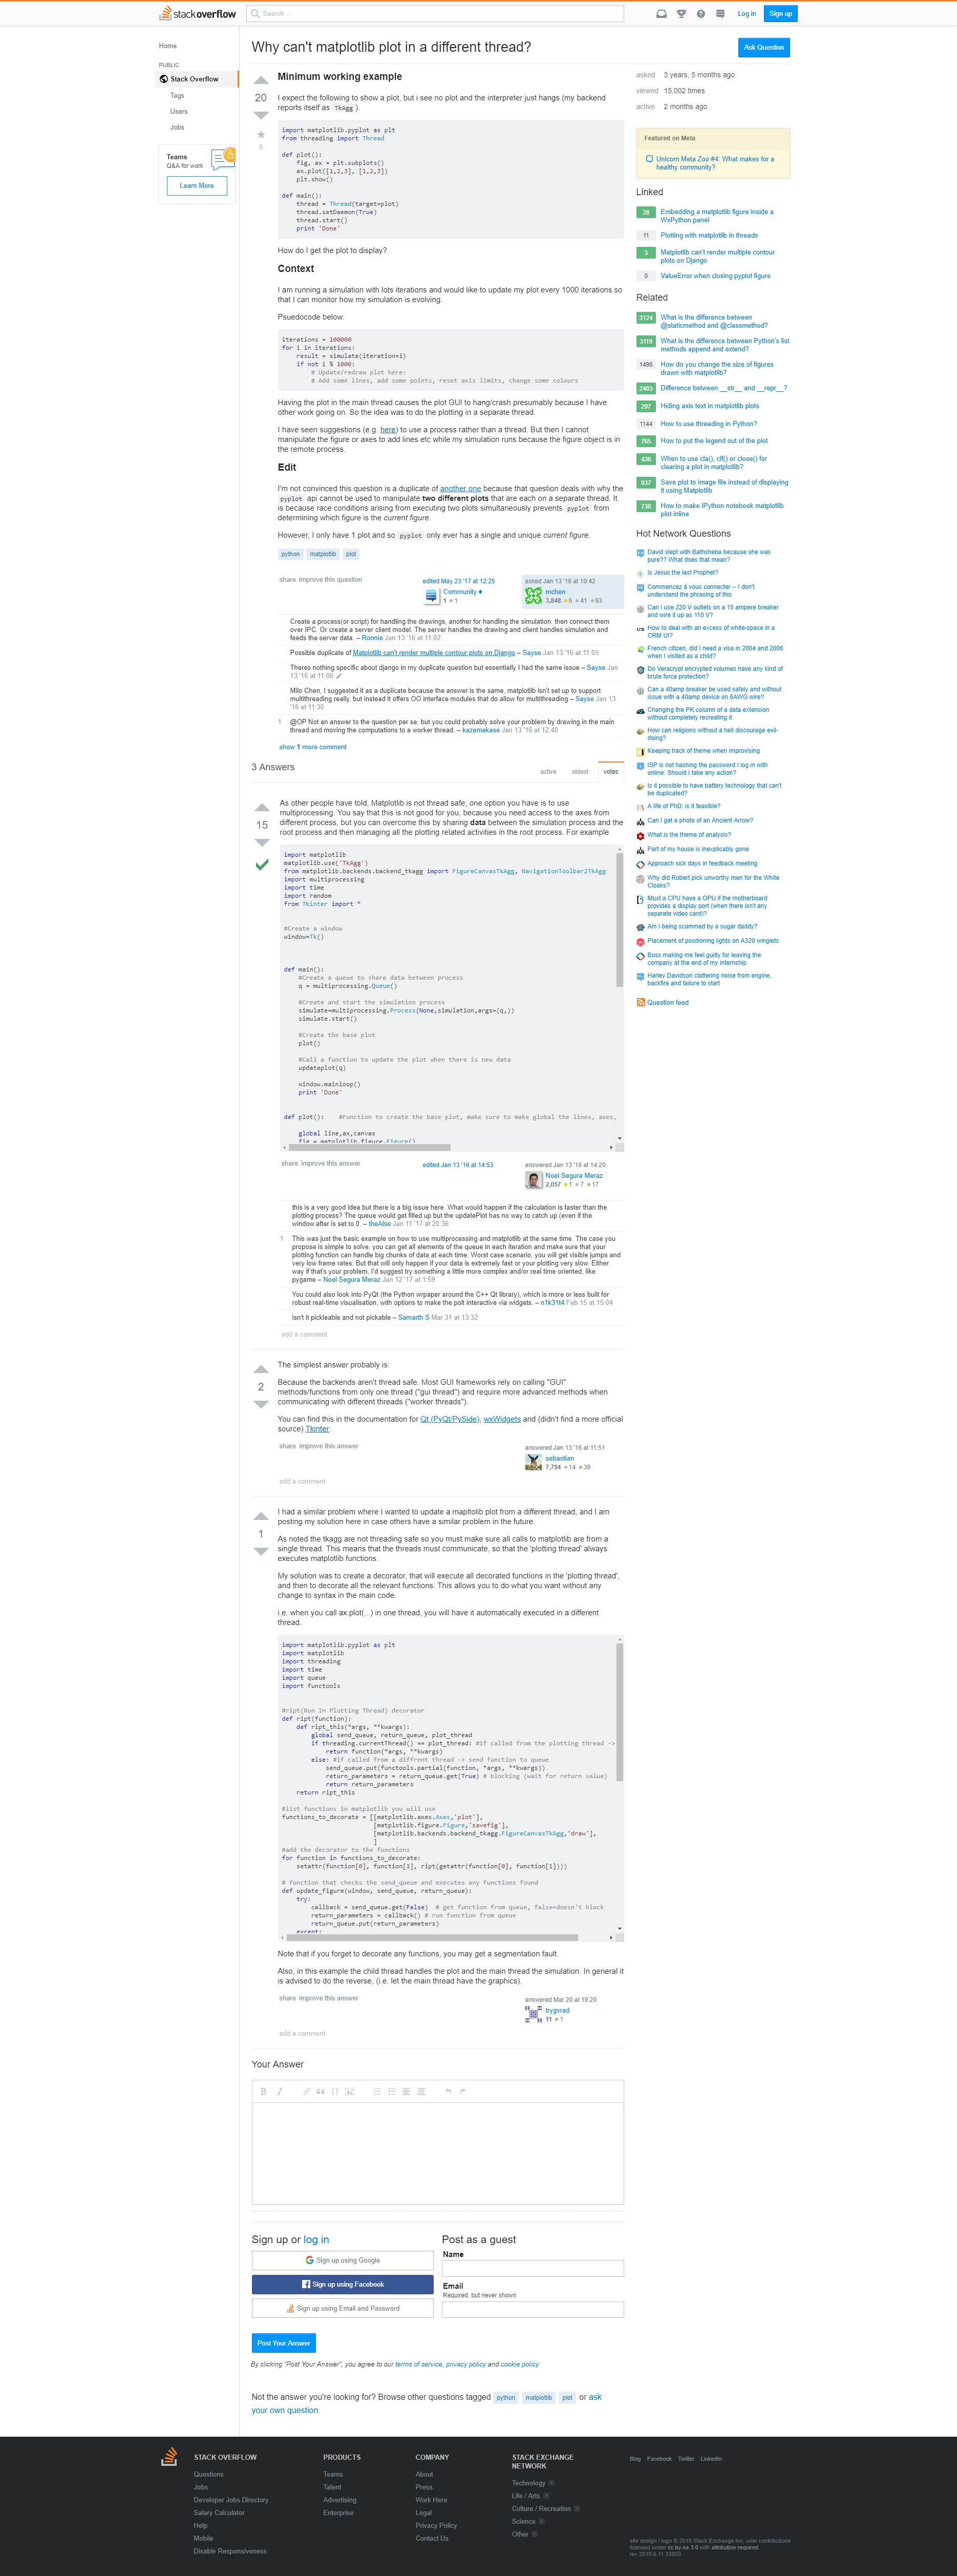 stack overflow
Search…
Log in
Sign up
Home
PUBLIC
Stack Overflow
Tags
Users
Jobs
Teams
Q&A for work
Learn More
Why can't matplotlib plot in a different thread?
Ask Question
20
5
Minimum working example
I expect the following to show a plot, but i see no plot and the interpreter just hangs (my backend
reports itself as TkAgg ).
import matplotlib.pyplot as plt
from threading import Thread
def plot():
fig, ax = plt.subplots()
ax.plot([1,2,3], [1,2,3])
plt.show()
def main():
thread = Thread(target=plot)
thread.setDaemon(True)
thread.start()
print 'Done'
How do I get the plot to display?
Context
I am running a simulation with lots iterations and would like to update my plot every 1000 iterations so
that I can monitor how my simulation is evolving.
Psuedocode below:
iterations = 100000
for i in iterations:
result = simulate(iteration=i)
if not i % 1000:
# Update/redraw plot here:
# Add some lines, add some points, reset axis limits, change some colours
Having the plot in the main thread causes the plot GUI to hang/crash presumably because I have
other work going on. So the idea was to do the plotting in a separate thread.
I have seen suggestions (e.g. here) to use a process rather than a thread. But then I cannot
manipulate the figure or axes to add lines etc while my simulation runs because the figure object is in
the remote process.
Edit
I'm not convinced this question is a duplicate of another one because that question deals with why the
pyplot api cannot be used to manipulate two different plots that are each on a separate thread. It
is because race conditions arising from executing two plots simultaneously prevents pyplot from
determining which figure is the current figure.
However, I only have 1 plot and so pyplot only ever has a single and unique current figure.
python matplotlib plot
share improve this question
edited May 23 '17 at 12:25
Community ♦
1 1
asked Jan 13 '16 at 10:42
mchen
3,848 6 41 83
Create a process(or script) for handling the drawings, another for handling the simulation. then connect them
over IPC. Or create a server client model. The server handles the drawing and client handles simulation and
feeds the server data. – Ronnie Jan 13 '16 at 11:02
Possible duplicate of Matplotlib can't render multiple contour plots on Django – Sayse Jan 13 '16 at 11:05
Theres nothing specific about django in my duplicate question but essentially I had the same issue – Sayse Jan
13 '16 at 11:06
Milo Chen, I suggested it as a duplicate because the answer is the same, matplotlib isn't set up to support
multithreading really, but instead it offers OO interface modules that do allow for multithreading – Sayse Jan 13
'16 at 11:30
1 @OP Not an answer to the question per se, but you could probably solve your problem by drawing in the main
thread and moving the computations to a worker thread. – kazemakase Jan 13 '16 at 12:40
show 1 more comment
3 Answers
active oldest votes
15
As other people have told, Matplotlib is not thread safe, one option you have is to use
multiprocessing. You say that this is not good for you, because you need access to the axes from
different process, but you can overcome this by sharing data between the simulation process and the
root process and then managing all the plotting related activities in the root process. For example
import matplotlib
matplotlib.use('TkAgg')
from matplotlib.backends.backend_tkagg import FigureCanvasTkAgg, NavigationToolbar2TkAgg
import multiprocessing
import time
import random
from Tkinter import *
#Create a window
window=Tk()
def main():
#Create a queue to share data between process
q = multiprocessing.Queue()
#Create and start the simulation process
simulate=multiprocessing.Process(None,simulation,args=(q,))
simulate.start()
#Create the base plot
plot()
#Call a function to update the plot when there is new data
updateplot(q)
window.mainloop()
print 'Done'
def plot(): #Function to create the base plot, make sure to make global the lines, axes,
global line,ax,canvas
fig = matplotlib.figure.Figure()
share improve this answer
edited Jan 13 '16 at 14:53
answered Jan 13 '16 at 14:20
Noel Segura Meraz
2,057 1 7 17
this is a very good idea but there is a big issue here. What would happen if the calculation is faster than the
plotting process? The queue would get filled up but the updatePlot has no way to catch up (even if the
window.after is set to 0. – theAlse Jan 11 '17 at 20:36
1 This was just the basic example on how to use multiprocessing and matplotlib at the same time. The case you
propose is simple to solve, you can get all elements of the queue in each iteration and make sure that your
plotting function can handle big chunks of data at each time. Worst case scenario, you will get visible jumps and
very low frame rates. But that will only happen if your data is extremely fast or your plotting very slow. Either
way if that's your problem, I'd suggest try something a little more complex and/or real time oriented, like
pygame – Noel Segura Meraz Jan 12 '17 at 1:59
You could also look into PyQt (the Python wrpaper around the C++ Qt library), which is more or less built for
robust real-time visualisation, with options to make the polt interactive via widgets. – n1k31t4 Feb 15 at 15:04
isn't it pickleable and not pickable – Samarth S Mar 31 at 13:32
add a comment
2
The simplest answer probably is:
Because the backends aren't thread safe. Most GUI frameworks rely on calling "GUI"
methods/functions from only one thread ("gui thread") and require more advanced methods when
communicating with different threads ("worker threads").
You can find this in the documentation for Qt (PyQt/PySide), wxWidgets and (didn't find a more official
source) Tkinter.
share improve this answer
answered Jan 13 '16 at 11:51
sebastian
7,794 14 39
add a comment
1
I had a similar problem where I wanted to update a mapltolib plot from a different thread, and I am
posting my solution here in case others have a similar problem in the future.
As noted the tkagg are not threading safe so you must make sure all calls to matplotlib are from a
single thread. This means that the threads must communicate, so that the 'plotting thread' always
executes matplotlib functions.
My solution was to create a decorator, that will execute all decorated functions in the 'plotting thread',
and then to decorate all the relevant functions. This allows you to do what you want without any
change to syntax in the main code.
i.e. when you call ax.plot(...) in one thread, you will have it automatically executed in a different
thread.
import matplotlib.pyplot as plt
import matplotlib
import threading
import time
import queue
import functools
#ript(Run In Plotting Thread) decorator
def ript(function):
def ript_this(*args, **kwargs):
global send_queue, return_queue, plot_thread
if threading.currentThread() == plot_thread: #if called from the plotting thread ->
return function(*args, **kwargs)
else: #if called from a diffrent thread -> send function to queue
send_queue.put(functools.partial(function, *args, **kwargs))
return_parameters = return_queue.get(True) # blocking (wait for return value)
return return_parameters
return ript_this
#list functions in matplotlib you will use
functions_to_decorate = [[matplotlib.axes.Axes,'plot'],
[matplotlib.figure.Figure,'savefig'],
[matplotlib.backends.backend_tkagg.FigureCanvasTkAgg,'draw'],
]
#add the decorator to the functions
for function in functions_to_decorate:
setattr(function[0], function[1], ript(getattr(function[0], function[1])))
# function that checks the send_queue and executes any functions found
def update_figure(window, send_queue, return_queue):
try:
callback = send_queue.get(False) # get function from queue, false=doesn't block
return_parameters = callback() # run function from queue
return_queue.put(return_parameters)
except:
Note that if you forget to decorate any functions, you may get a segmentation fault.
Also, in this example the child thread handles the plot and the main thread the simulation. In general it
is advised to do the reverse, (i.e. let the main thread have the graphics).
share improve this answer
answered Mar 20 at 19:20
trygvrad
11 1
add a comment
Your Answer
Sign up or log in
Sign up using Google
Sign up using Facebook
Sign up using Email and Password
Post as a guest
Name
Email
Required, but never shown
Post Your Answer
By clicking “Post Your Answer”, you agree to our terms of service, privacy policy and cookie policy
Not the answer you're looking for? Browse other questions tagged python matplotlib plot or ask
your own question.
asked 3 years, 5 months ago
viewed 15,002 times
active 2 months ago
Featured on Meta
Unicorn Meta Zoo #4: What makes for a
healthy community?
Linked
28 Embedding a matplotlib figure inside a
WxPython panel
11 Plotting with matplotlib in threads
3 Matplotlib can't render multiple contour
plots on Django
0 ValueError when closing pyplot figure
Related
3124 What is the difference between
@staticmethod and @classmethod?
3119 What is the difference between Python's list
methods append and extend?
1496 How do you change the size of figures
drawn with matplotlib?
2403 Difference between __str__ and __repr__?
297 Hiding axis text in matplotlib plots
1144 How to use threading in Python?
765 How to put the legend out of the plot
436 When to use cla(), clf() or close() for
clearing a plot in matplotlib?
937 Save plot to image file instead of displaying
it using Matplotlib
738 How to make IPython notebook matplotlib
plot inline
Hot Network Questions
David slept with Bathsheba because she was
pure?? What does that mean?
Is Jesus the last Prophet?
Commencez à vous connecter -- I don't
understand the phrasing of this
Can I use 220 V outlets on a 15 ampere breaker
and wire it up as 110 V?
How to deal with an excess of white-space in a
CRM UI?
French citizen, did I need a visa in 2004 and 2006
when I visited as a child?
Do Veracrypt encrypted volumes have any kind of
brute force protection?
Can a 40amp breaker be used safely and without
issue with a 40amp device on 6AWG wire?
Changing the PK column of a data extension
without completely recreating it
How can religions without a hell discourage evil-
doing?
Keeping track of theme when improvising
ISP is not hashing the password I log in with
online. Should I take any action?
Is it possible to have battery technology that can't
be duplicated?
A life of PhD: is it feasible?
Can I get a photo of an Ancient Arrow?
What is the theme of analysis?
Part of my house is inexplicably gone
Approach sick days in feedback meeting
Why did Robert pick unworthy men for the White
Cloaks?
Must a CPU have a GPU if the motherboard
provides a display port (when there isn't any
separate video card)?
Am I being scammed by a sugar daddy?
Placement of positioning lights on A320 winglets
Boss making me feel guilty for leaving the
company at the end of my internship
Harley Davidson clattering noise from engine,
backfire and failure to start
Question feed
STACK OVERFLOW
Questions
Jobs
Developer Jobs Directory
Salary Calculator
Help
Mobile
Disable Responsiveness
PRODUCTS
Teams
Talent
Advertising
Enterprise
COMPANY
About
Press
Work Here
Legal
Privacy Policy
Contact Us
STACK EXCHANGE
NETWORK
Technology
Life / Arts
Culture / Recreation
Science
Other
Blog Facebook Twitter LinkedIn
site design / logo © 2019 Stack Exchange Inc; user contributions
licensed under cc by-sa 3.0 with attribution required.